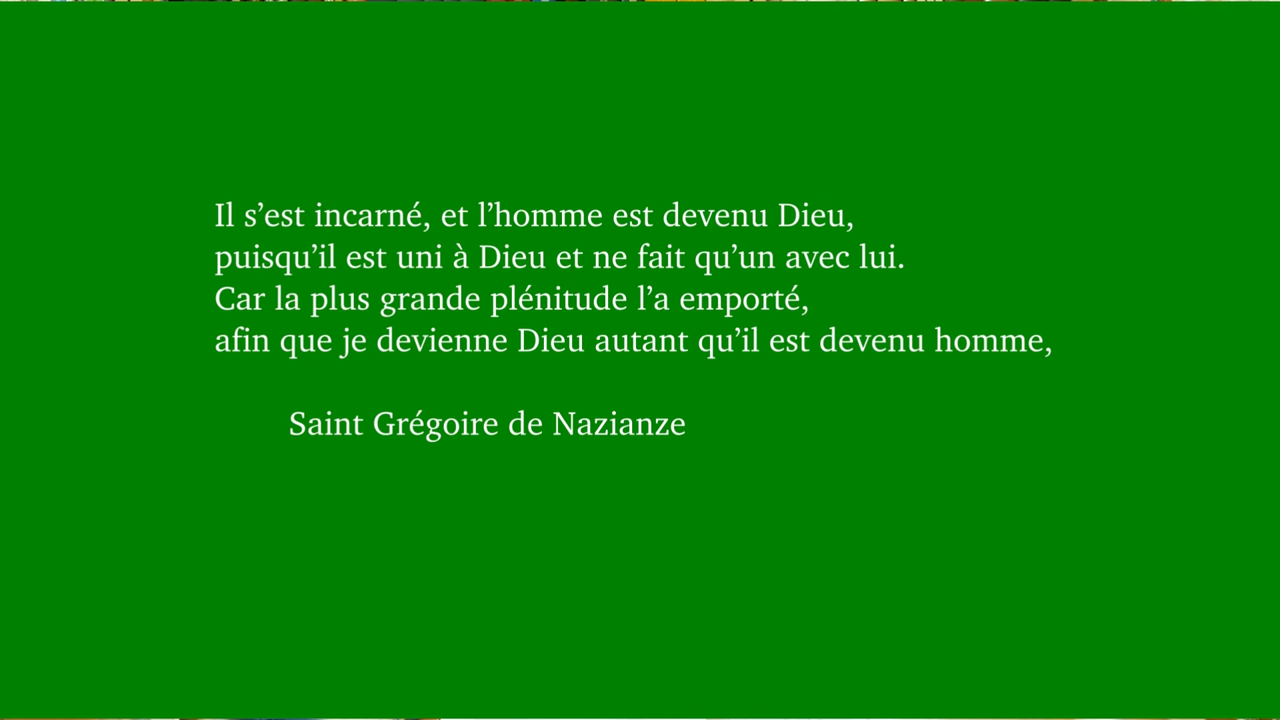 Il s’est incarné, et l’homme est devenu Dieu,
puisqu’il est uni à Dieu et ne fait qu’un avec lui.
Car la plus grande plénitude l’a emporté,
afin que je devienne Dieu autant qu’il est devenu homme,
Saint Grégoire de Nazianze